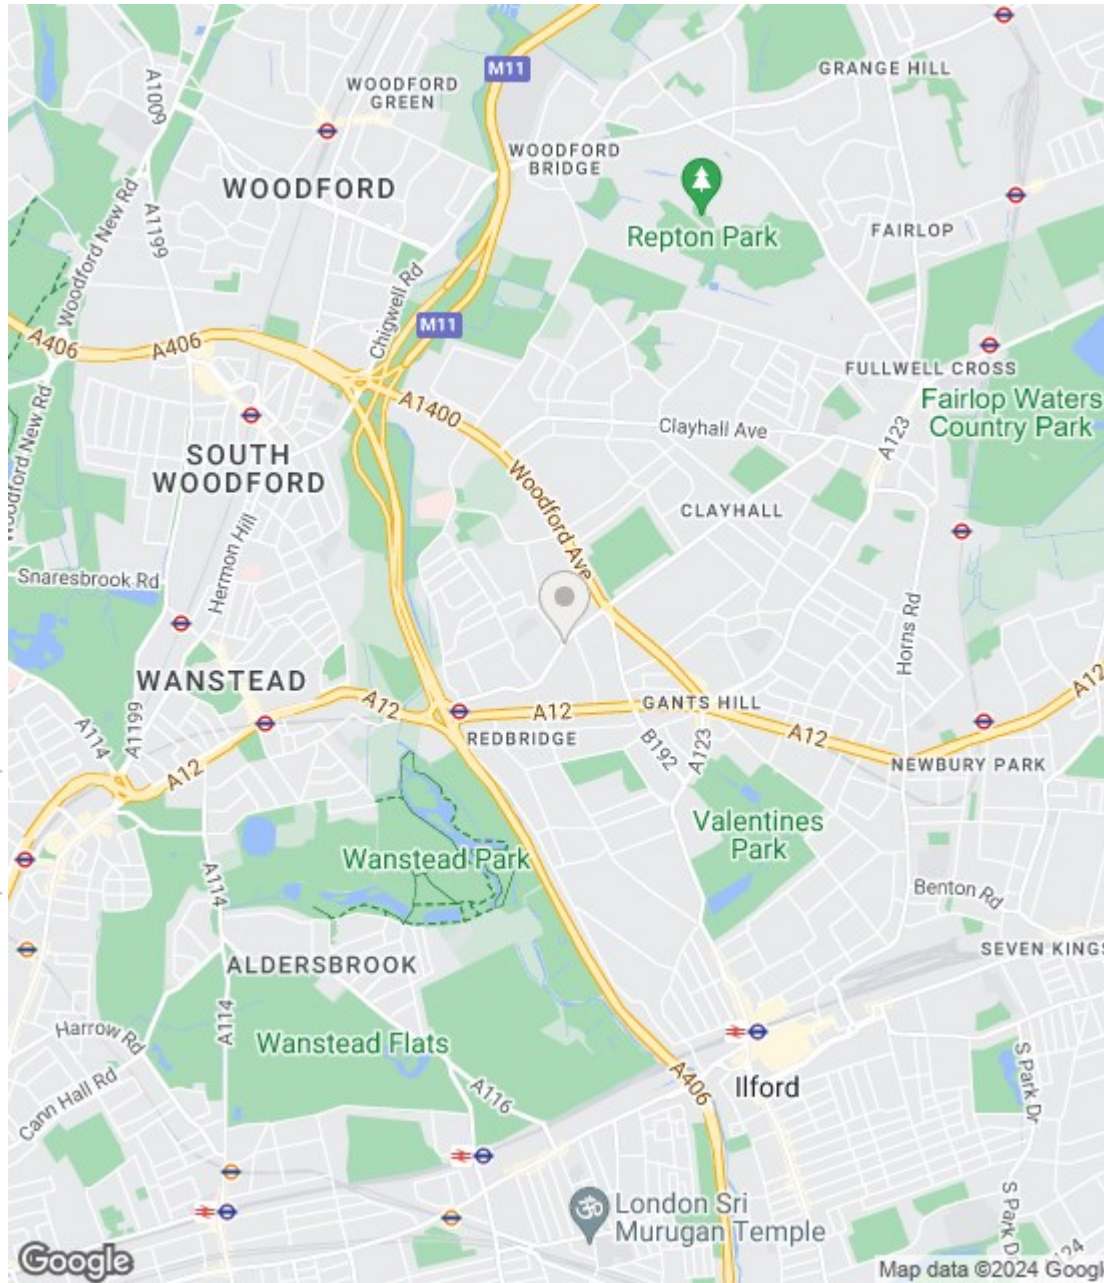 M11
GRANGE HILL
WOODFORD
GREEN
A1009
WOODFORD
BRIDGE
WOODFORD
Woodford New Rd
A1199
Repton Park
FAIRLOP
Chigwell Rd
M11
A406
A406
FULLWELL CROSS
A1400
Fairlop Waters
Country Park
Clayhall Ave
A123
Woodford New Rd
SOUTH
WOODFORD
Woodford Ave
CLAYHALL
Hermon Hill
Snaresbrook Rd
Horns Rd
WANSTEAD
A12
A12
GANTS HILL
A12
A1199
A114
REDBRIDGE
B192
A123
A12
A12
NEWBURY PARK
Valentines
Park
Wanstead Park
A114
Benton Rd
SEVEN KINGS
ALDERSBROOK
A114
Harrow Rd
Wanstead Flats
A406
Ilford
S Park Dr
Cann Hall Rd
A116
London Sri
Murugan Temple
S Park D
124
Google
Map data ©2024 Google